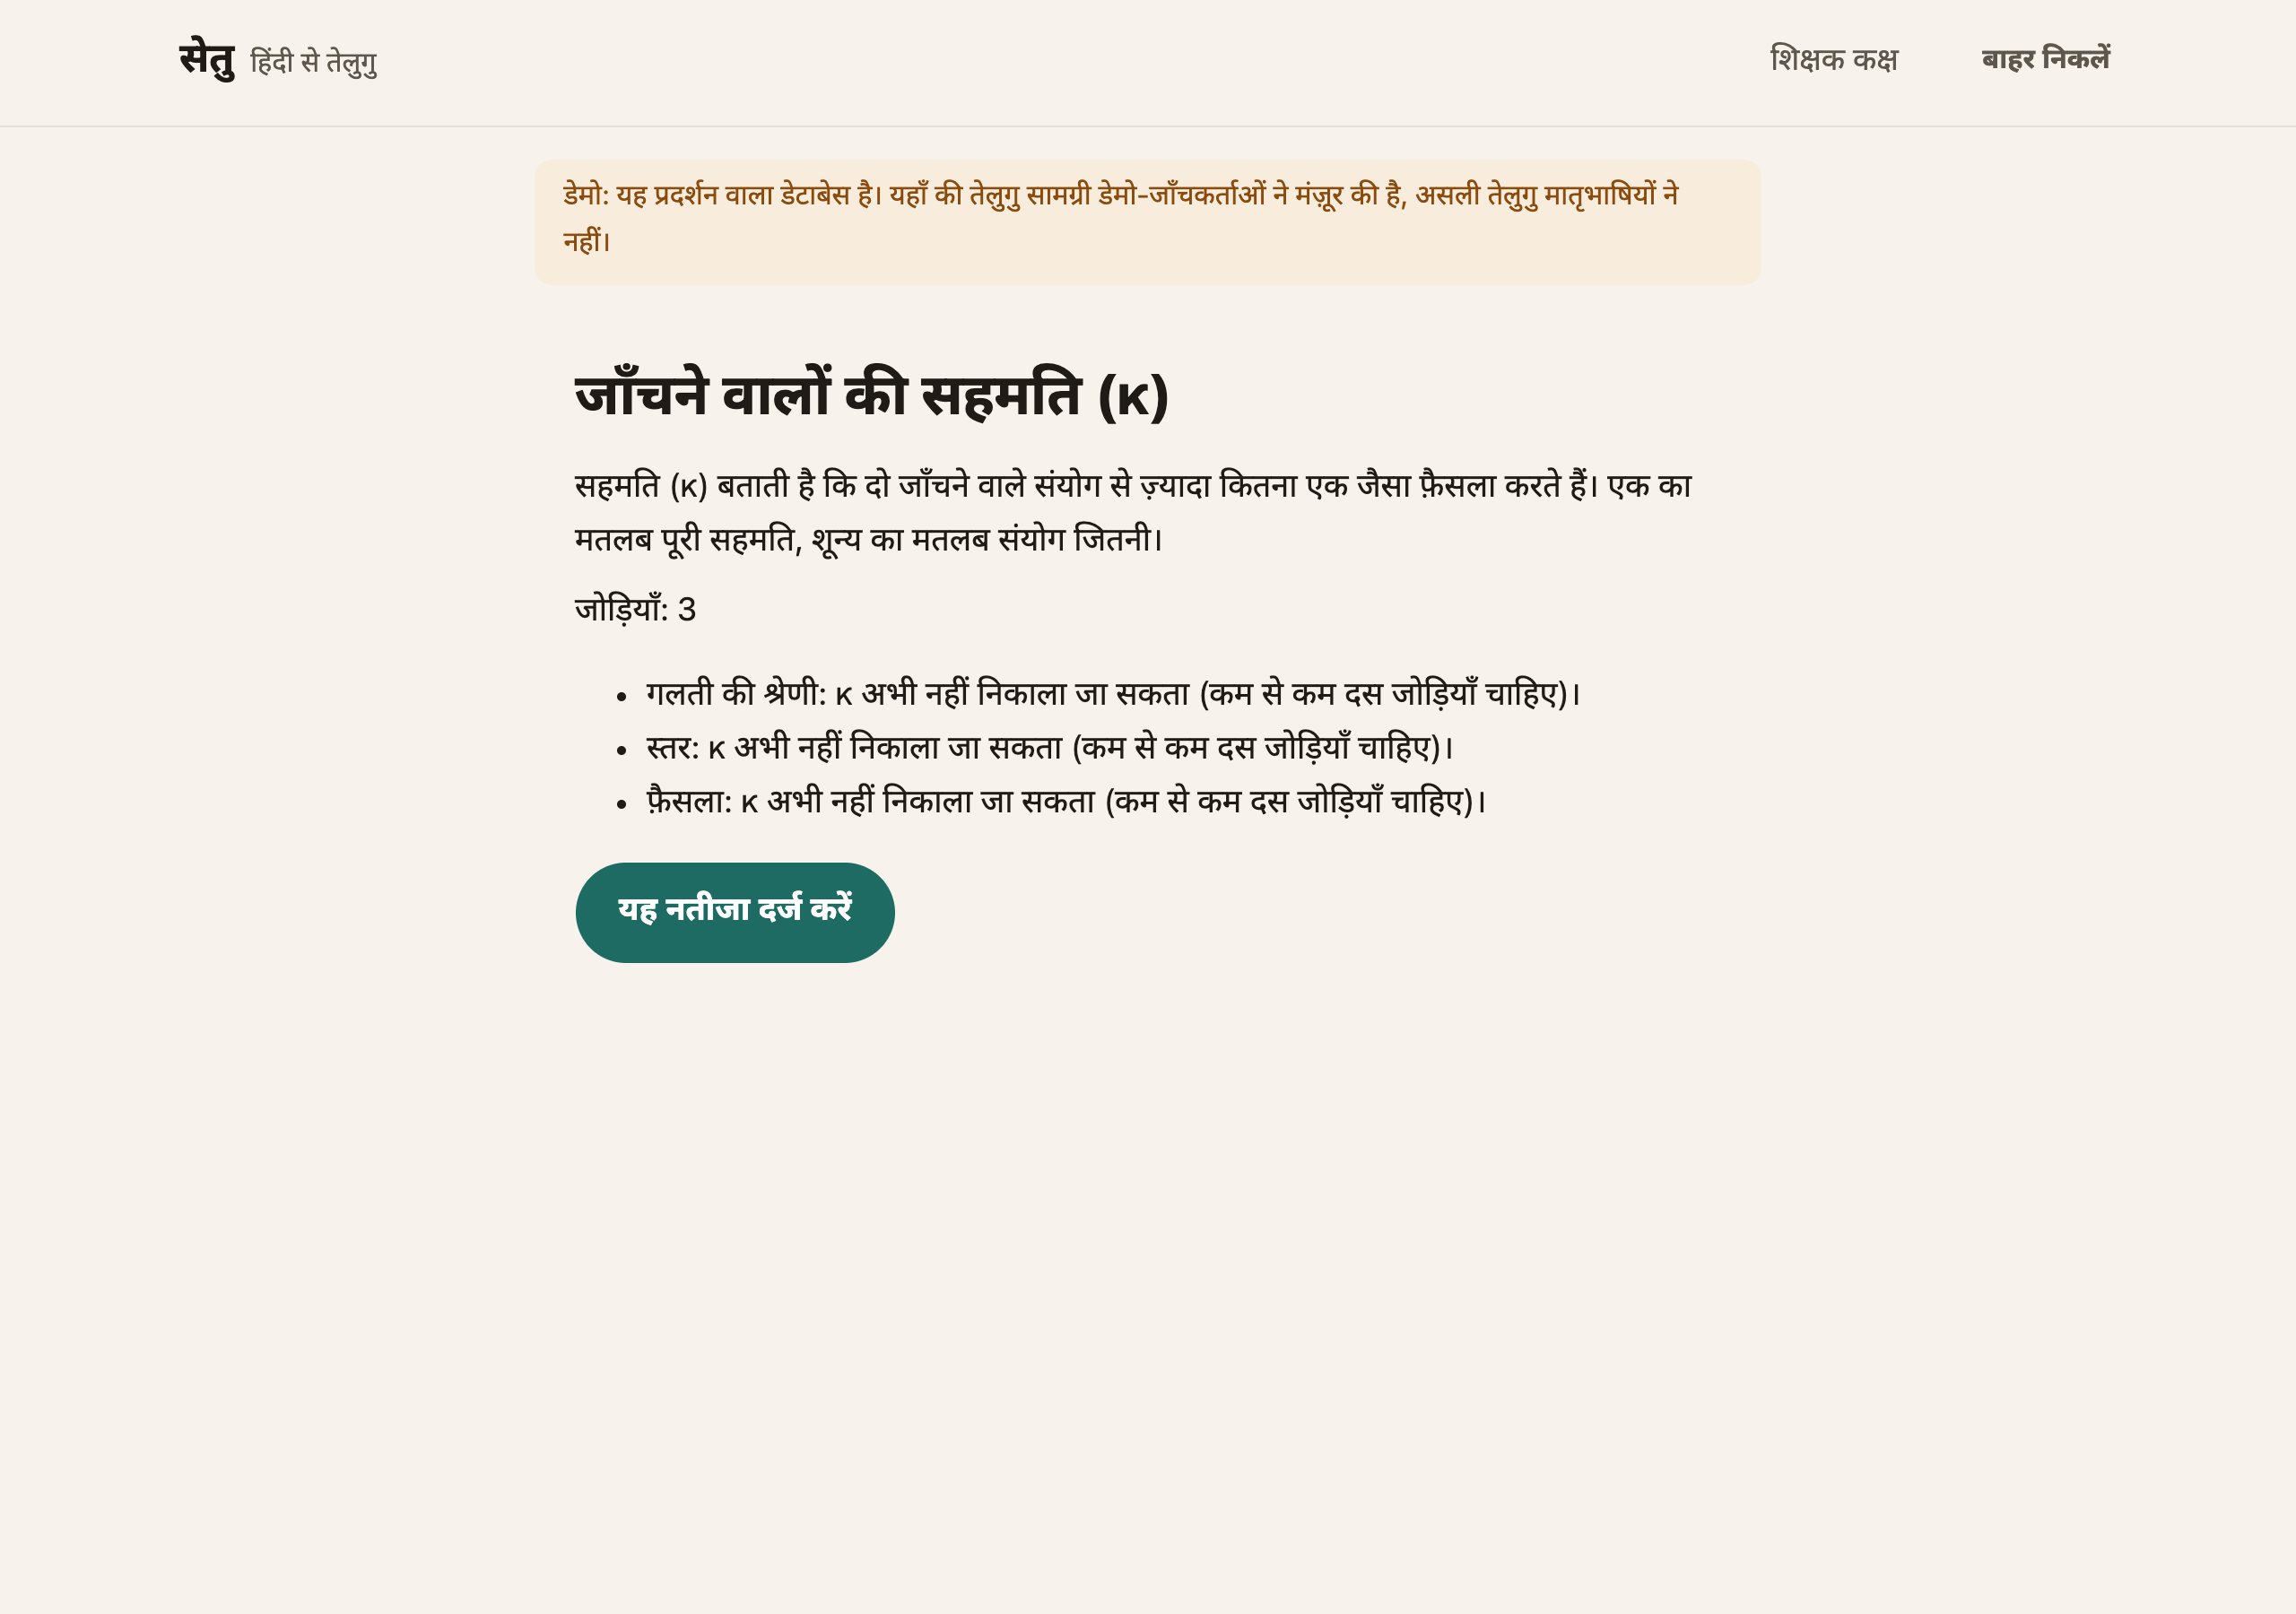 सेतु हिंदी से तेलुगु
शिक्षक कक्ष
बाहर निकलें
डेमो: यह प्रदर्शन वाला डेटाबेस है। यहाँ की तेलुगु सामग्री डेमो-जाँचकर्ताओं ने मंज़ूर की है, असली तेलुगु मातृभाषियों ने
नहीं।
जाँचने वालों की सहमति (κ)
सहमति (κ) बताती है कि दो जाँचने वाले संयोग से ज़्यादा कितना एक जैसा फ़ैसला करते हैं। एक का
मतलब पूरी सहमति, शून्य का मतलब संयोग जितनी।
जोड़ियाँ: 3
• गलती की श्रेणी: κ अभी नहीं निकाला जा सकता (कम से कम दस जोड़ियाँ चाहिए)।
• स्तर: κ अभी नहीं निकाला जा सकता (कम से कम दस जोड़ियाँ चाहिए)।
• फ़ैसला: κ अभी नहीं निकाला जा सकता (कम से कम दस जोड़ियाँ चाहिए)।
यह नतीजा दर्ज करें